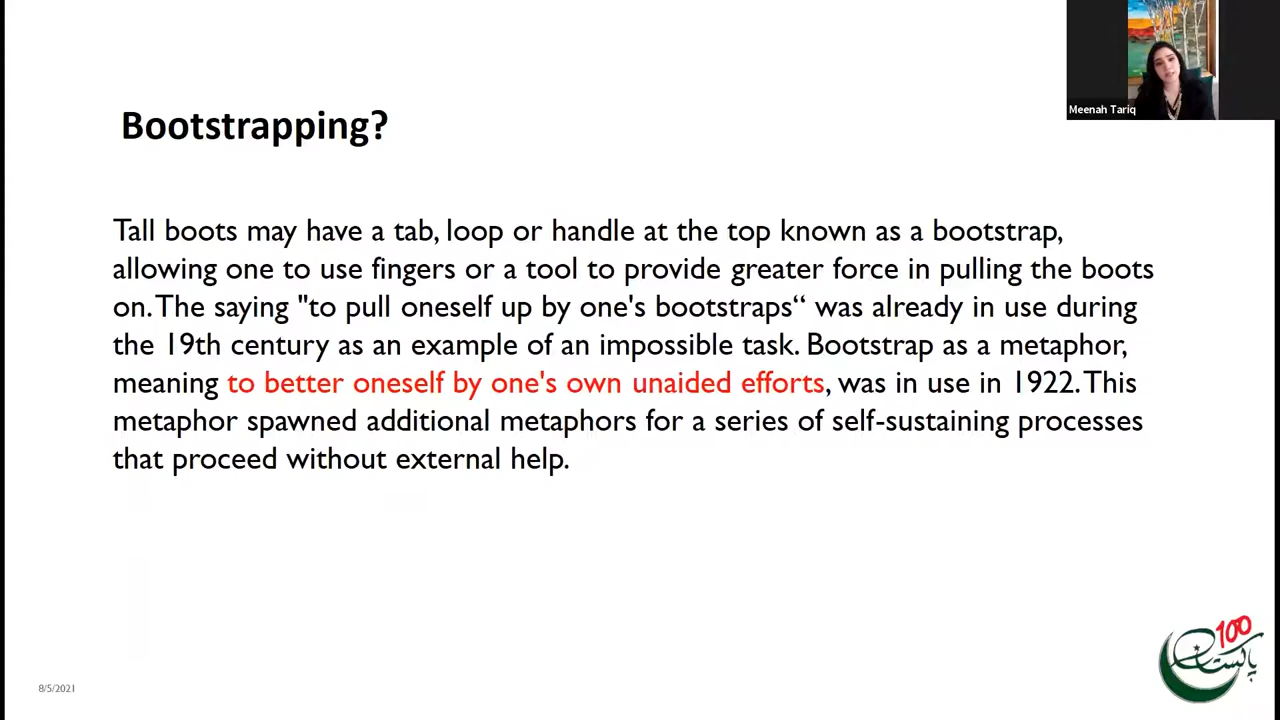 Meenah Tariq
Bootstrapping?
Tall boots may have a tab, loop or handle at the top known as a bootstrap,
allowing one to use fingers or a tool to provide greater force in pulling the boots
on. The saying "to pull oneself up by one's bootstraps“ was already in use during
the 19th century as an example of an impossible task. Bootstrap as a metaphor,
meaning to better oneself by one's own unaided efforts, was in use in 1922. This
metaphor spawned additional metaphors for a series of self-sustaining processes
that proceed without external help.
100
پاکستان
8/5/2021